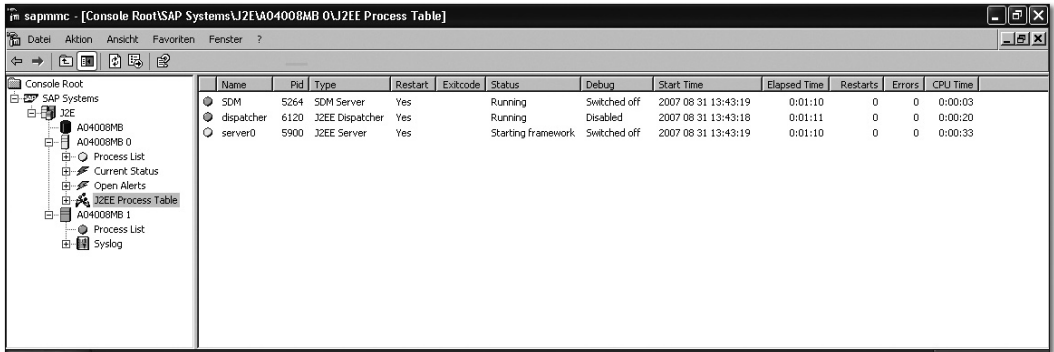 sapmmc - [Console Root\SAP Systems\J2E\A04008MB 0\J2EE Process Table]
Datei Aktion Ansicht Favoriten Fenster ?
Console Root
SAP Systems
J2E
A04008MB
A04008MB 0
Process List
Current Status
Open Alerts
J2EE Process Table
A04008MB 1
Process List
Syslog
Name Pid Type Restart Exitcode Status Debug Start Time Elapsed Time Restarts Errors CPU Time
SDM 5264 SDM Server Yes Running Switched off 2007 08 31 13:43:19 0:01:10 0 0 0:00:03
dispatcher 6120 J2EE Dispatcher Yes Running Disabled 2007 08 31 13:43:18 0:01:11 0 0 0:00:20
server0 5900 J2EE Server Yes Starting framework Switched off 2007 08 31 13:43:19 0:01:10 0 0 0:00:33